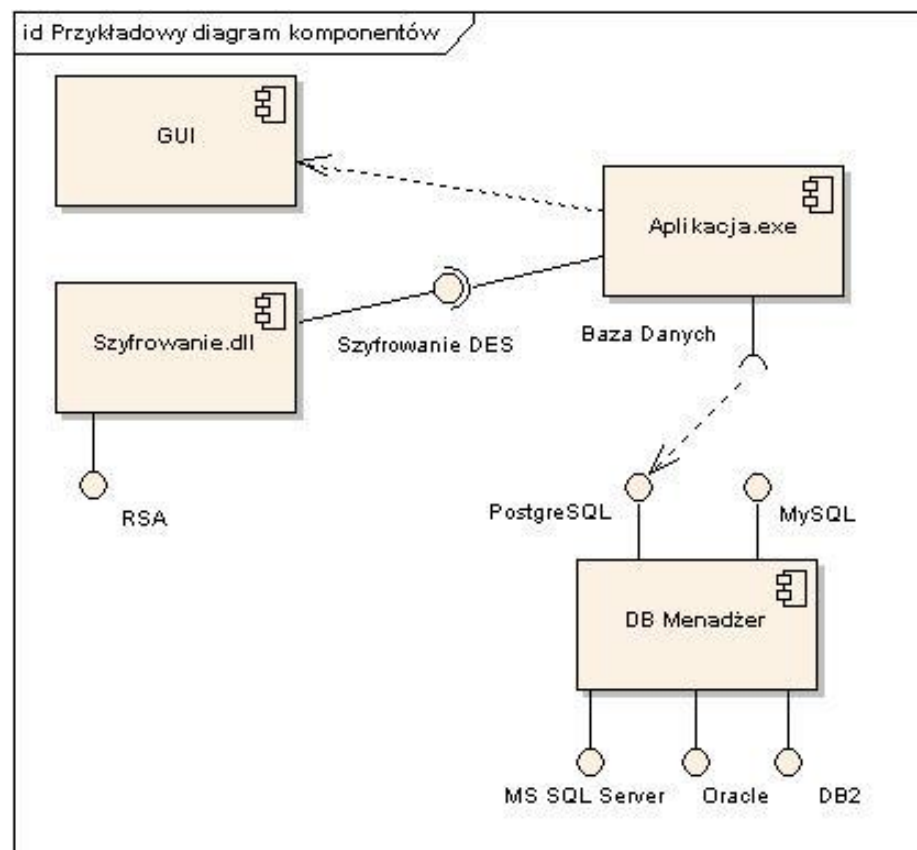 id Przykładowy diagram komponentów
GUI
Aplikacja.exe
Szyfrowanie.dll
Szyfrowanie DES
Baza Danych
RSA
PostgreSQL
MySQL
DB Menadżer
MS SQL Server
Oracle
DB2